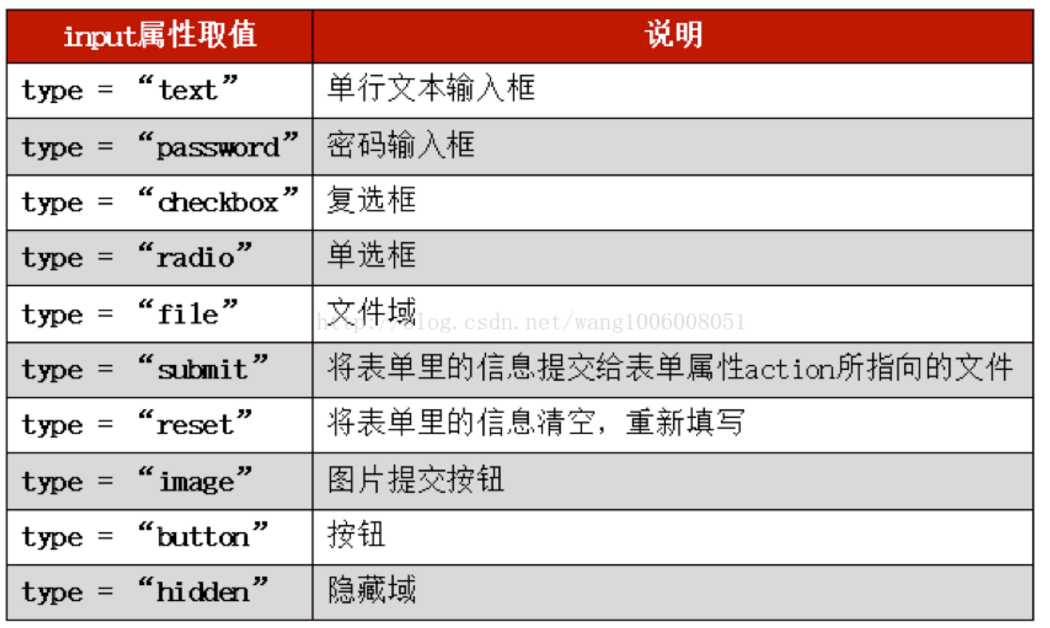 input属性取值 说明
type = “text” 单行文本输入框
type = “password” 密码输入框
type = “checkbox” 复选框
type = “radio” 单选框
type = “file” 文件域
http://blog.csdn.net/wang1006008051
type = “submit” 将表单里的信息提交给表单属性action所指向的文件
type = “reset” 将表单里的信息清空，重新填写
type = “image” 图片提交按钮
type = “button” 按钮
type = “hidden” 隐藏域